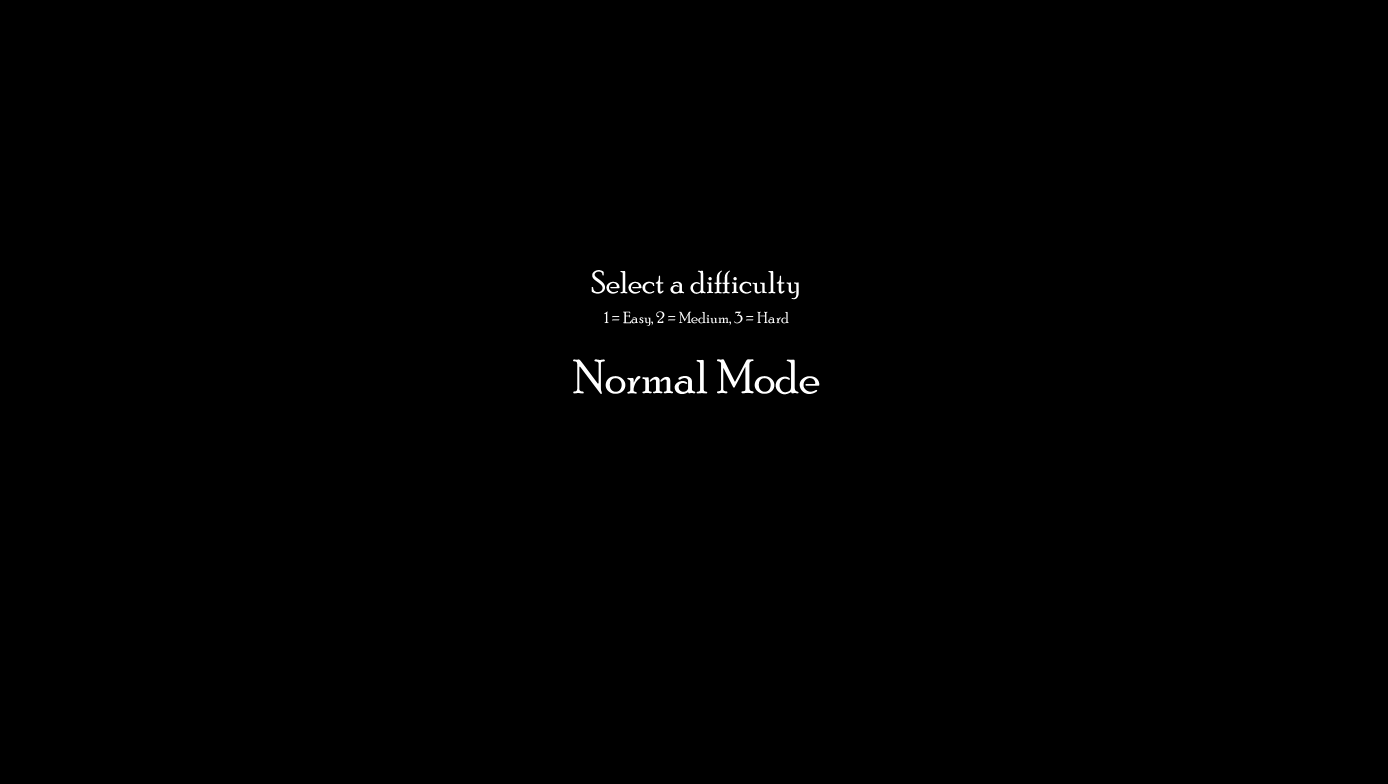 Select a difficulty
1 = Easy, 2 = Medium, 3 = Hard
Normal Mode